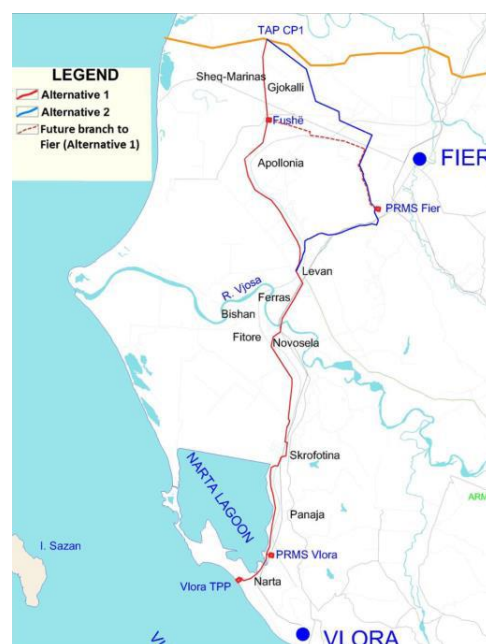 TAP CP1
LEGEND
Alternative 1
Alternative 2
Future branch to
Fier (Alternative 1)
Sheq-Marinas
Gjokalli
Fushë
FIER
Apollonia
PRMS Fier
Levan
R. Vjosa
Ferras
Bishan
Fitore
Novosela
Skrofotina
NARTA LAGOON
ARM
Panaja
I. Sazan
PRMS Vlora
Vlora TPP
Narta
VLORA